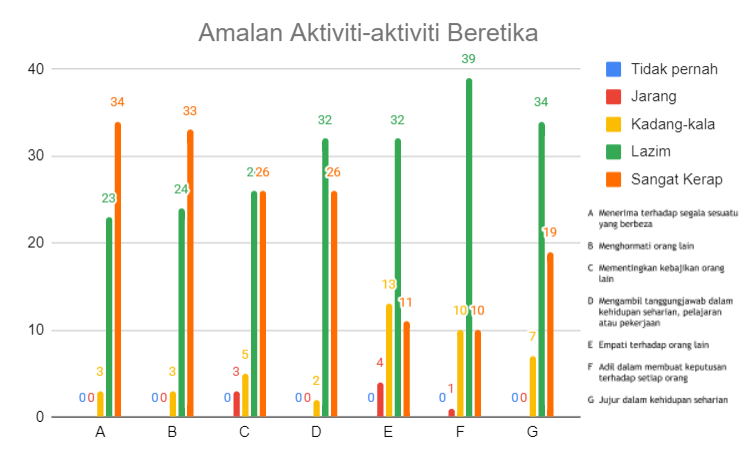 Amalan Aktiviti-aktiviti Beretika
40
30
20
10
0
0 0 3 23 34
0 0 3 24 33
0 3 5 26
0 0 2 32 26
0 4 13 32 11
0 1 10 39 10
0 0 7 34 19
A B C D E F G
Tidak pernah
Jarang
Kadang-kala
Lazim
Sangat Kerap
A Menerima terhadap segala sesuatu
yang berbeza
B Menghormati orang lain
C Mementingkan kebajikan orang
lain
D Mengambil tanggungjawab dalam
kehidupan seharian, pelajaran
atau pekerjaan
E Empati terhadap orang lain
F Adil dalam membuat keputusan
terhadap setiap orang
G Jujur dalam kehidupan seharian